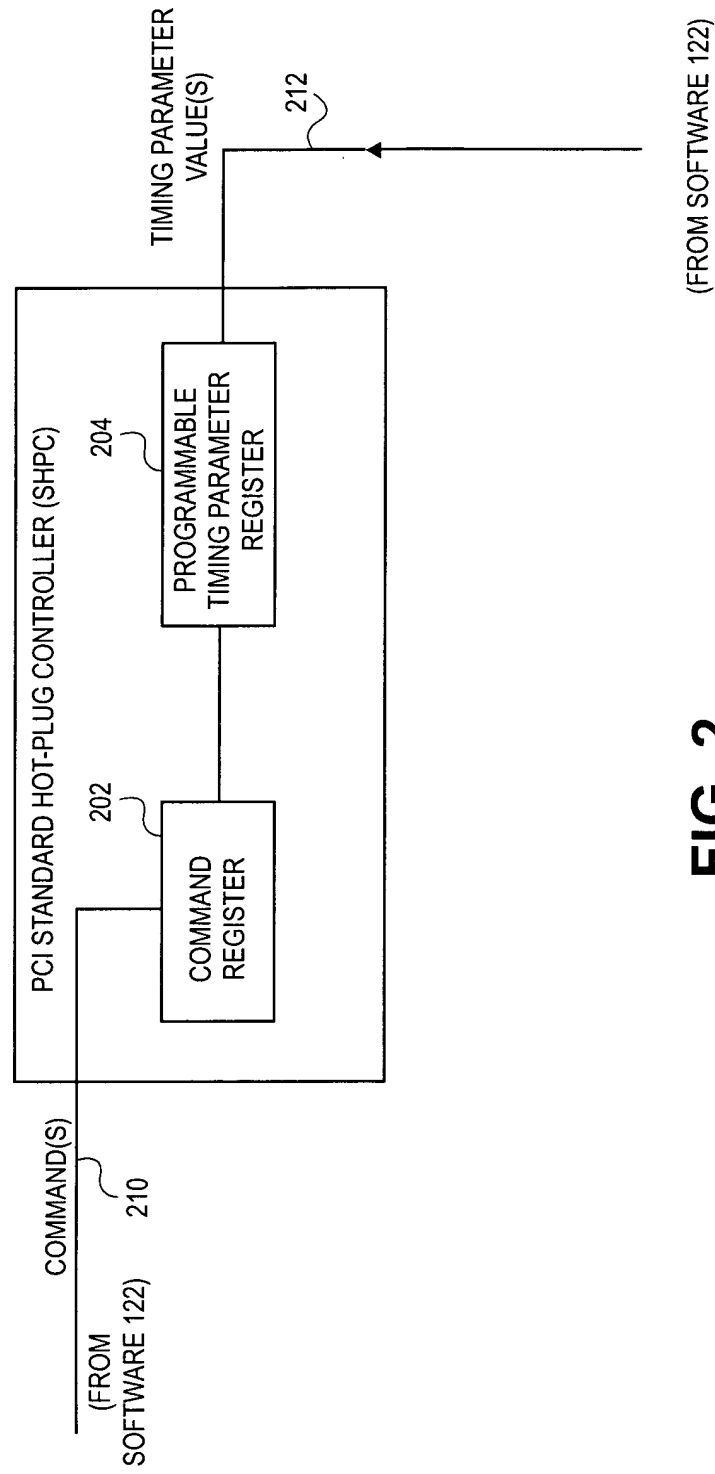 (FROM
SOFTWARE 122)
COMMAND(S)
210
PCI STANDARD HOT-PLUG CONTROLLER (SHPC)
202
COMMAND
REGISTER
204
PROGRAMMABLE
TIMING PARAMETER
REGISTER
TIMING PARAMETER
VALUE(S)
212
(FROM SOFTWARE 122)
FIG. 2